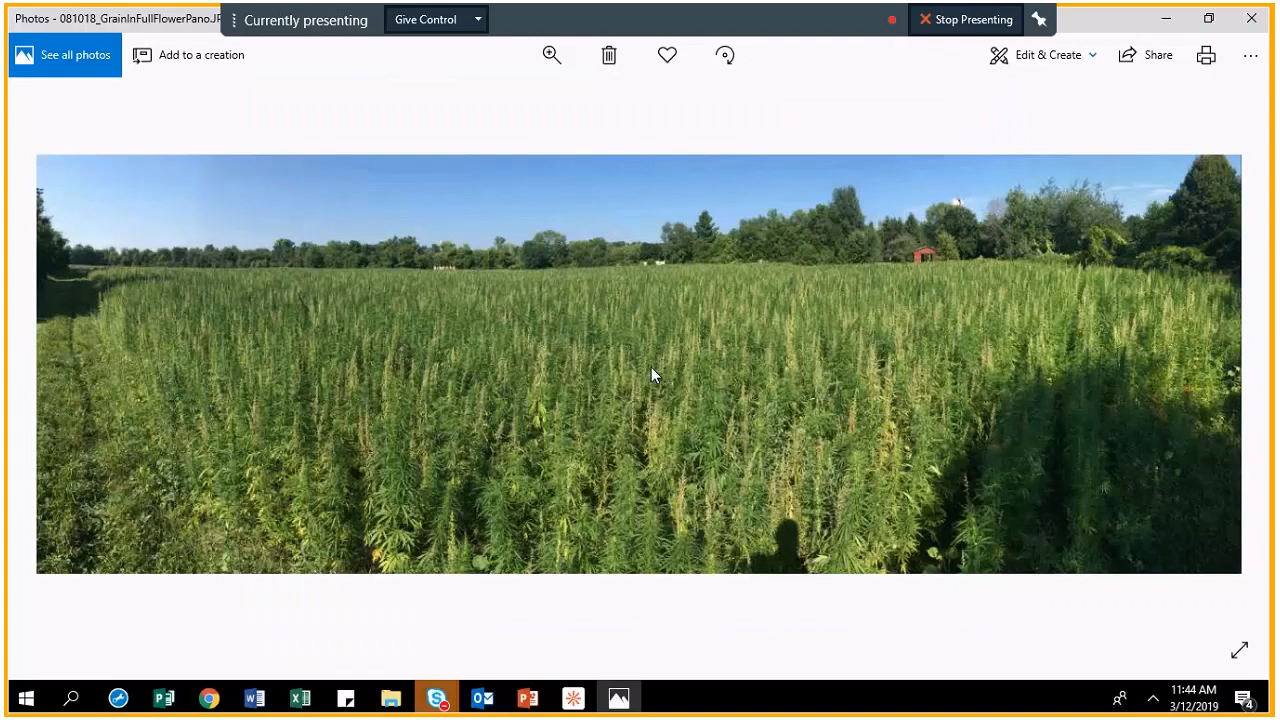 Photos - 081018_GrainInFullFlowerPano.JP
Currently presenting
Give Control
Stop Presenting
See all photos
Add to a creation
Edit & Create
Share
11:44 AM
3/12/2019
4